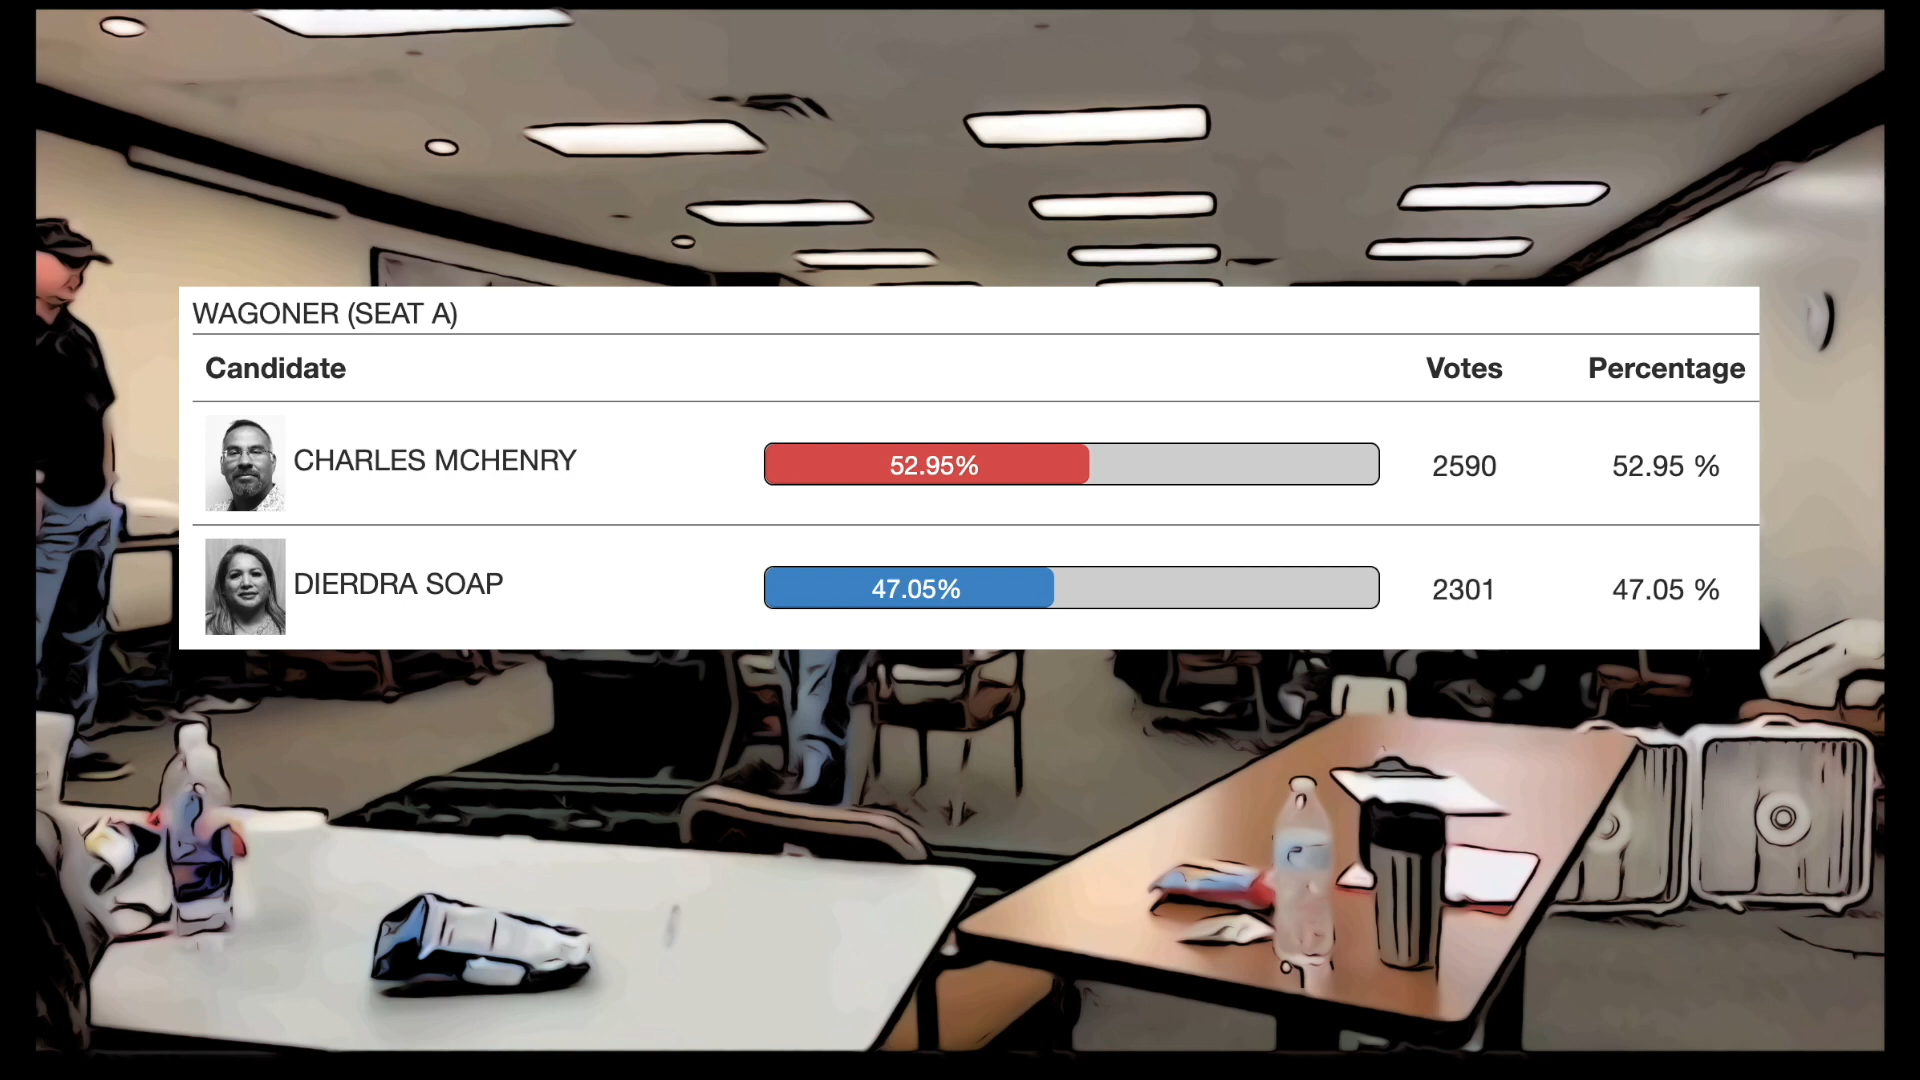 WAGONER (SEAT A)
Candidate Votes Percentage
CHARLES MCHENRY 52.95% 2590 52.95 %
DIERDRA SOAP 47.05% 2301 47.05 %